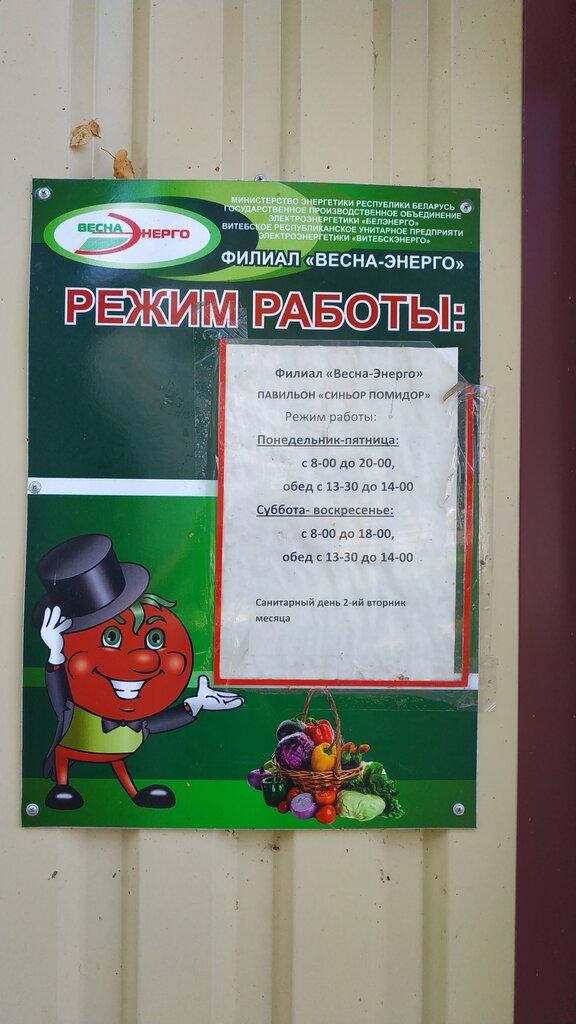 МИНИСТЕРСТВО ЭНЕРГЕТИКИ РЕСПУБЛИКИ БЕЛАРУСЬ
ГОСУДАРСТВЕННОЕ ПРОИЗВОДСТВЕННОЕ ОБЪЕДИНЕНИЕ
ЭЛЕКТРОЭНЕРГЕТИКИ «БЕЛЭНЕРГО»
ВИТЕБСКОЕ РЕСПУБЛИКАНСКОЕ УНИТАРНОЕ ПРЕДПРИЯТИ
ЭЛЕКТРОЭНЕРГЕТИКИ «ВИТЕБСКЭНЕРГО»
ВЕСНА ЭНЕРГО
ФИЛИАЛ «ВЕСНА-ЭНЕРГО»
РЕЖИМ РАБОТЫ:
Филиал «Весна-Энерго»
ПАВИЛЬОН «СИНЬОР ПОМИДОР»
Режим работы:
Понедельник-пятница:
с 8-00 до 20-00,
обед с 13-30 до 14-00
Суббота- воскресенье:
с 8-00 до 18-00,
обед с 13-30 до 14-00
Санитарный день 2-ий вторник
месяца